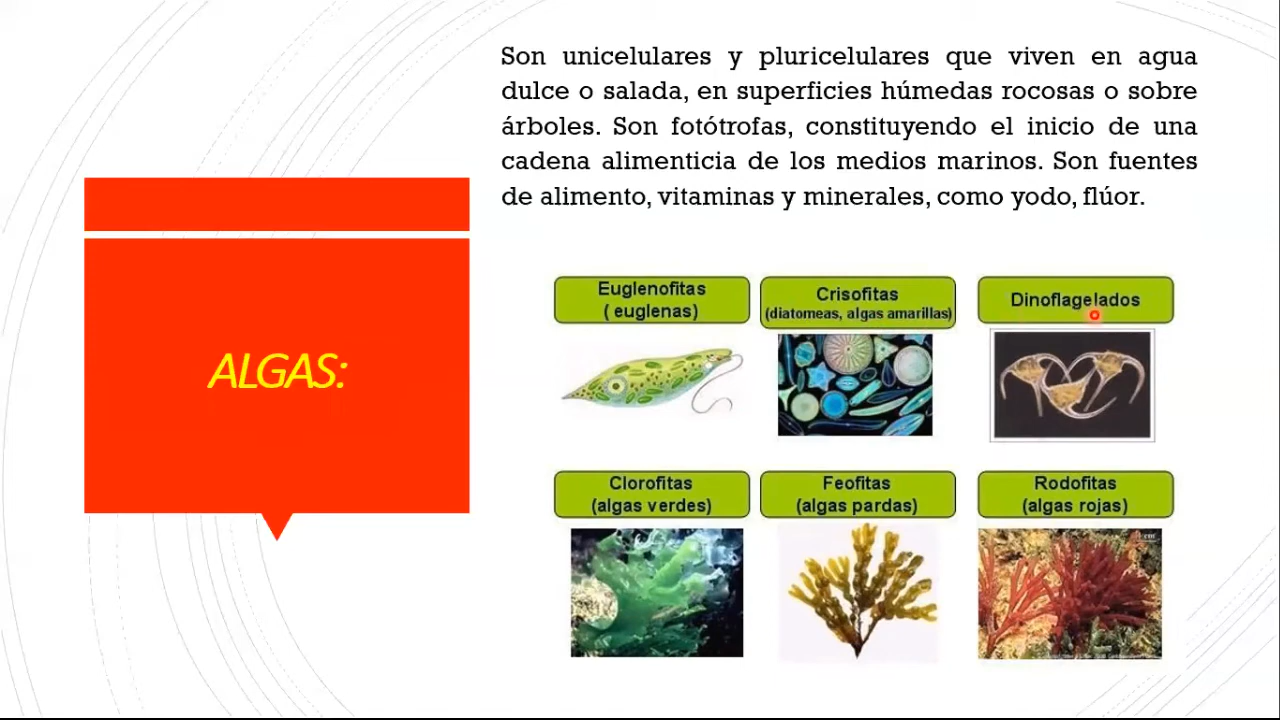 Son unicelulares y pluricelulares que viven en agua
dulce o salada, en superficies húmedas rocosas o sobre
árboles. Son fotótrofas, constituyendo el inicio de una
cadena alimenticia de los medios marinos. Son fuentes
de alimento, vitaminas y minerales, como yodo, flúor.
ALGAS:
Euglenofitas
( euglenas)
Crisofitas
(diatomeas, algas amarillas)
Dinoflagelados
Clorofitas
(algas verdes)
Feofitas
(algas pardas)
Rodofitas
(algas rojas)